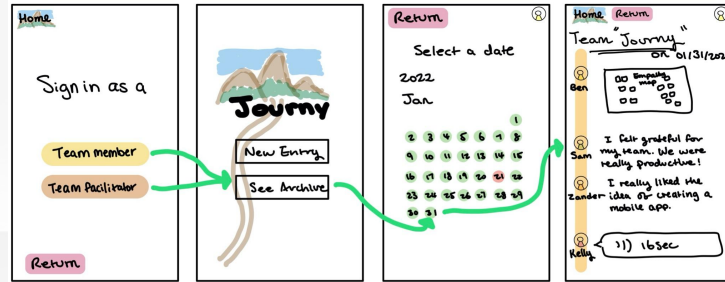 Home
Sign in as a
Team member
Team Facilitator
Return
Journy
New Entry
See Archive
Return
Select a date
2022
Jan
1
2 3 4 5 6 7 8
9 10 11 12 13 14 15
16 17 18 19 20 21 22
23 24 25 26 27 28 29
30 31
Home Return
Team "Journy"
on 01/31/202
Empathy
map
Ben
I felt grateful for
my team. We were
really productive!
Sam
I really liked the
idea of creating a
mobile app.
Zander
Kelly
16sec